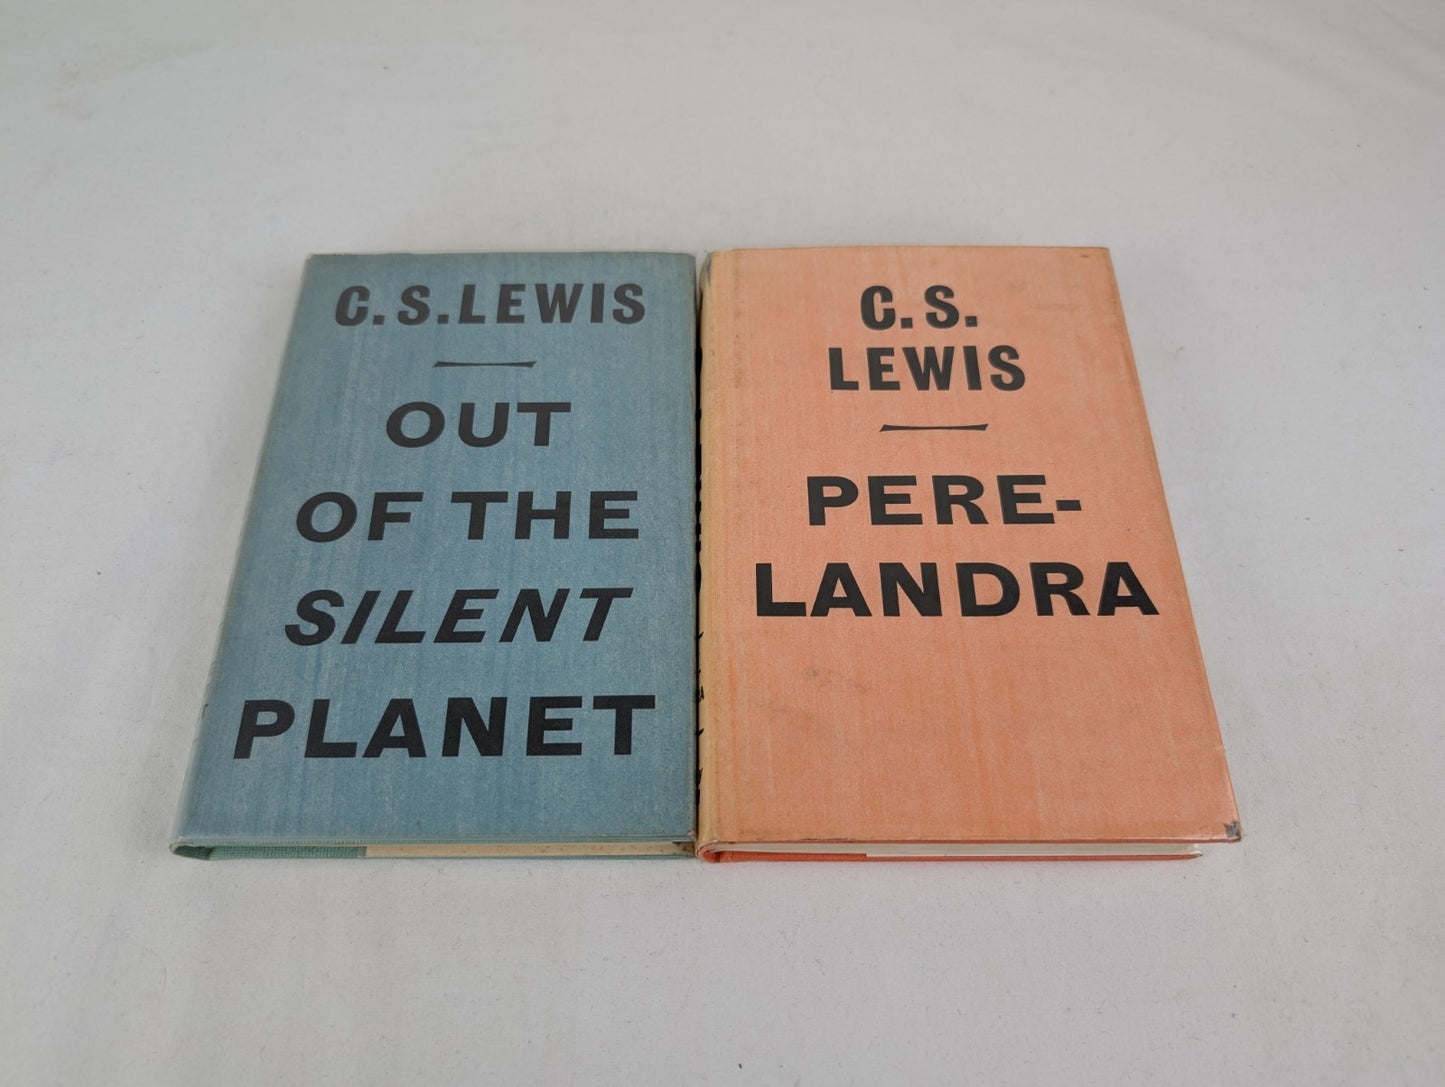 C. S. LEWIS
OUT
OF THE
SILENT
PLANET
C. S.
LEWIS
PERE-
LANDRA